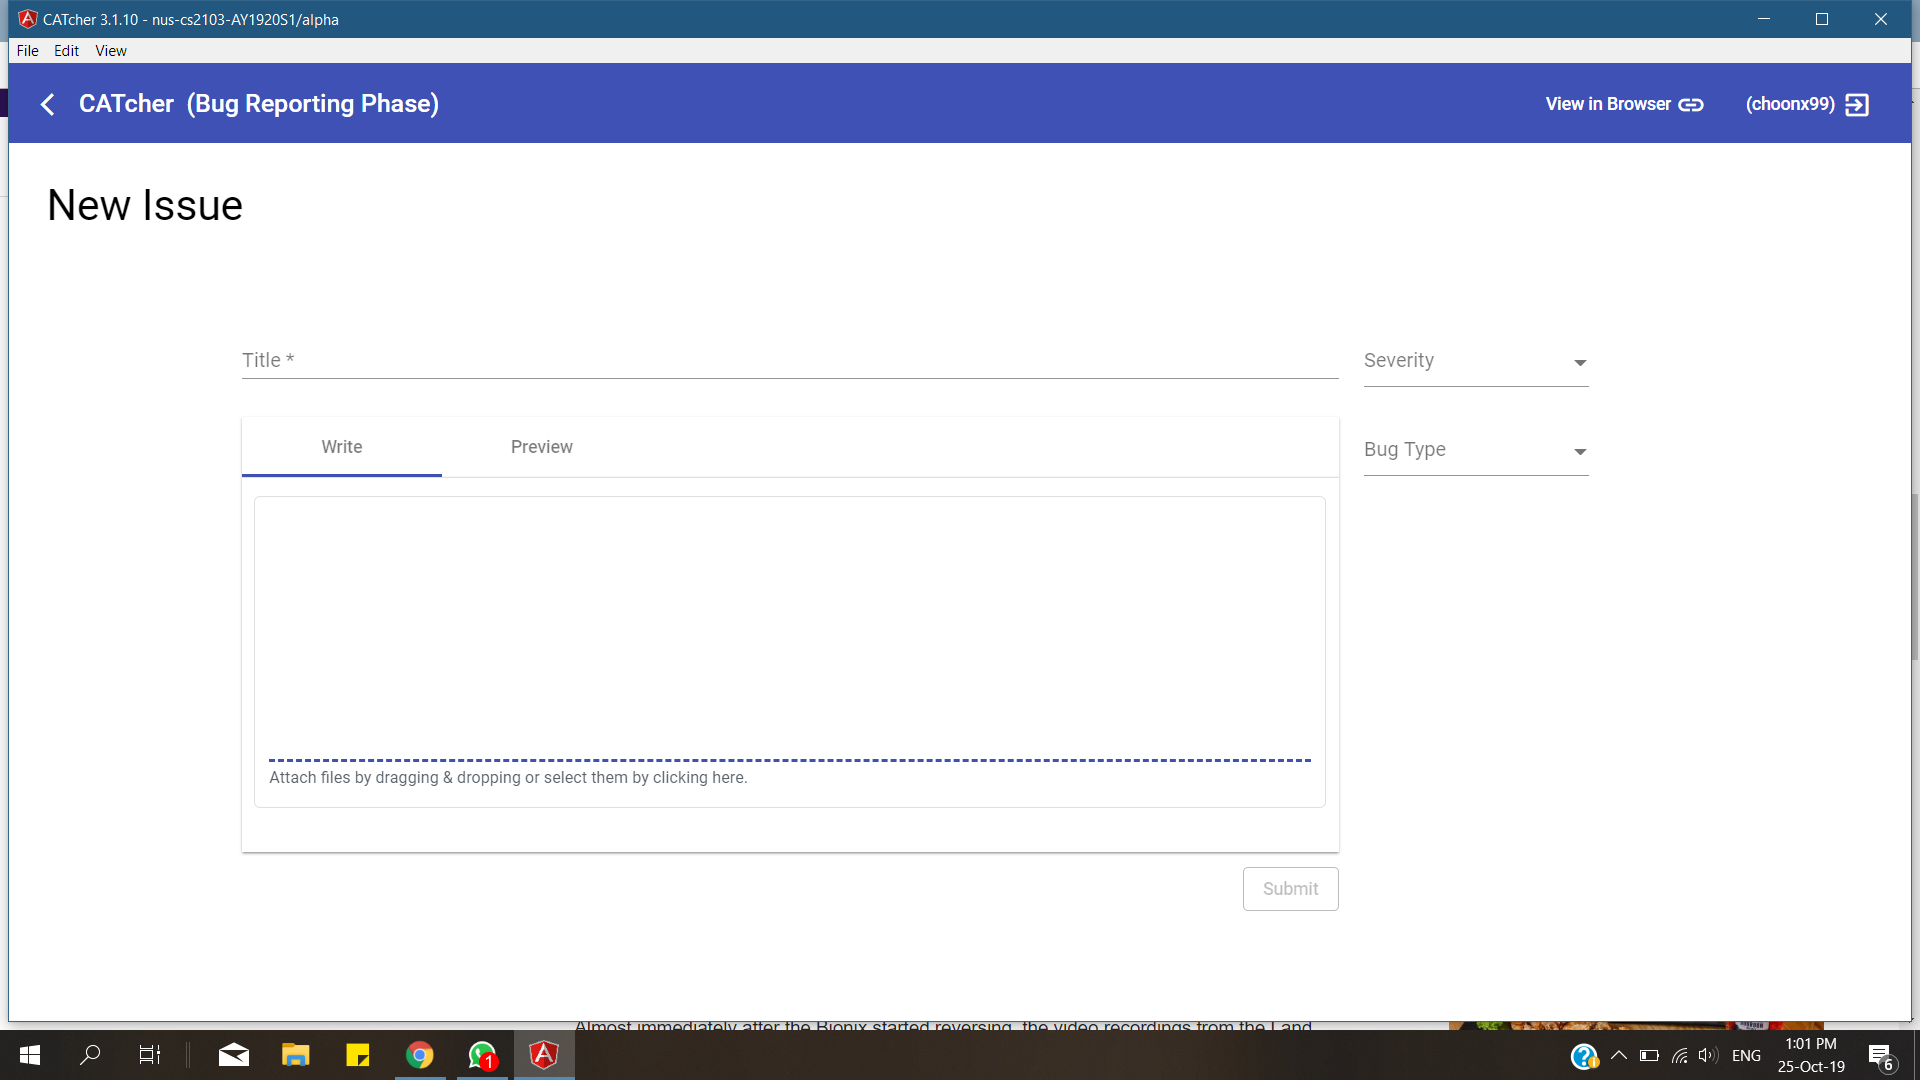 CATcher 3.1.10 - nus-cs2103-AY1920S1/alpha
File Edit View
CATcher (Bug Reporting Phase)
View in Browser
(choonx99)
New Issue
Title *
Severity
Write
Preview
Bug Type
Attach files by dragging & dropping or select them by clicking here.
Submit
Almost immediately after the Bionix started reversing, the video recordings from the Land
1
ENG
1:01 PM
25-Oct-19
6